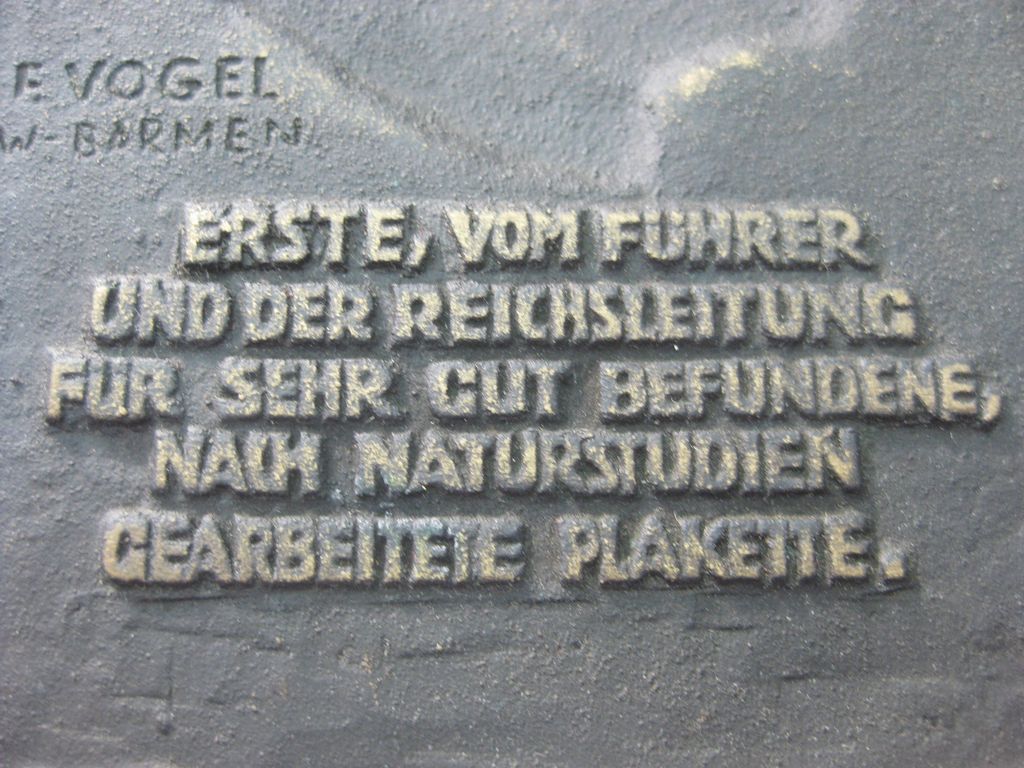 E VOGEL
W-BARMEN
ERSTE, VOM FÜHRER
UND DER REICHSLEITUNG
FÜR SEHR GUT BEFUNDENE,
NACH NATURSTUDIEN
GEARBEITETE PLAKETTE.